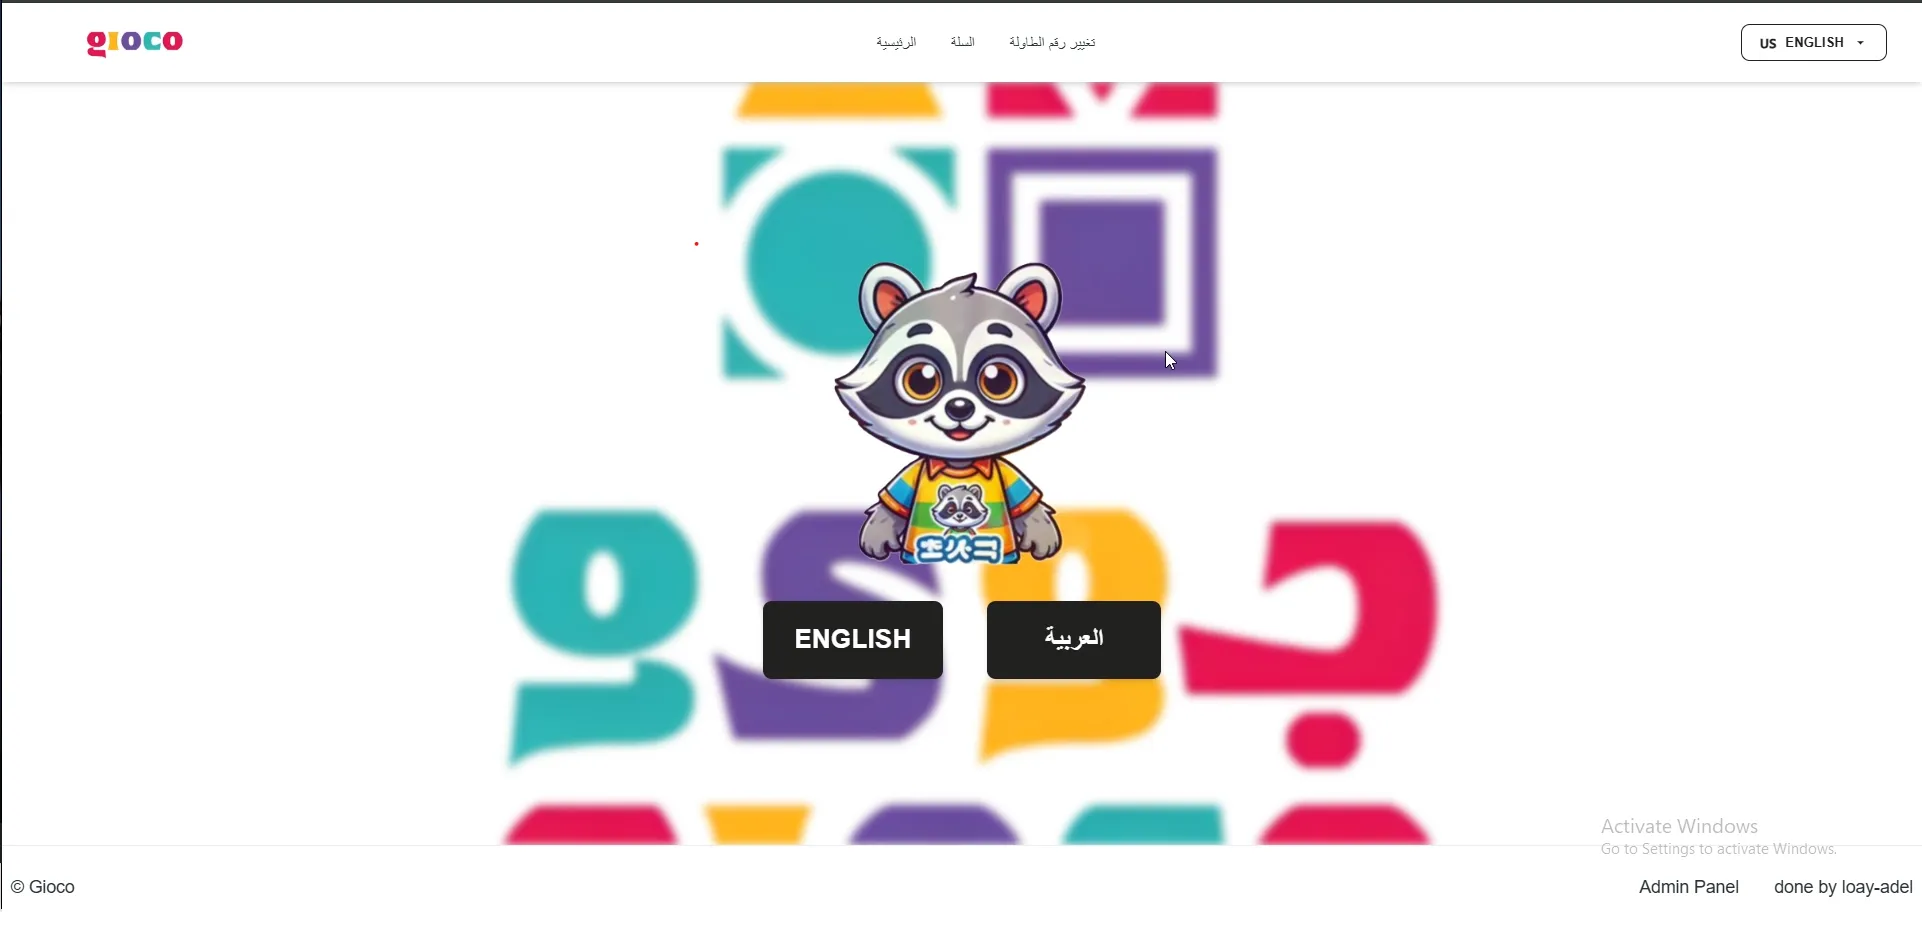 gioco
الرئيسية
السلة
تغيير رقم الطاولة
US ENGLISH
جوكو
ENGLISH
العربية
Activate Windows
Go to Settings to activate Windows.
© Gioco
Admin Panel
done by loay-adel